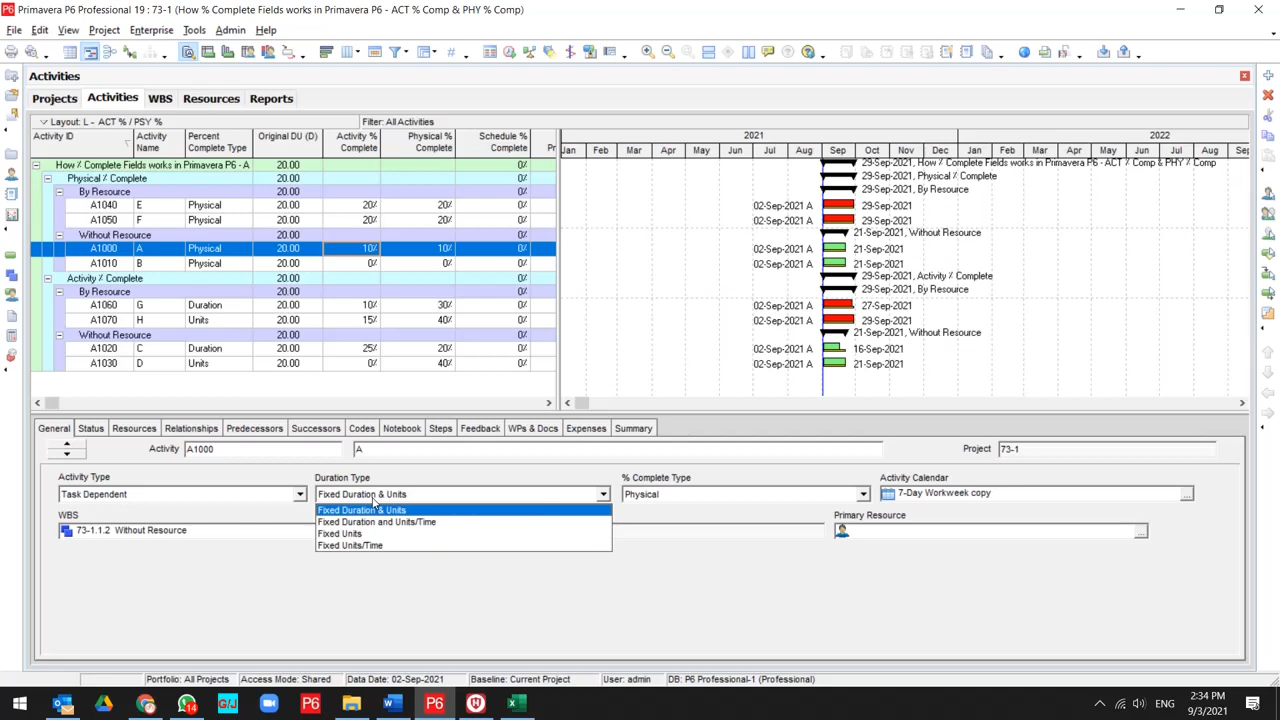 P6 Primavera P6 Professional 19 : 73-1 (How % Complete Fields works in Primavera P6 - ACT % Comp & PHY % Comp)
File Edit View Project Enterprise Tools Admin Help
Activities
Projects Activities WBS Resources Reports
Layout: L - ACT % / PSY % Filter: All Activities
Activity ID Activity Name Percent Complete Type Original DU (D) Activity % Complete Physical % Complete Schedule % Complete
2021 2022
Jan Feb Mar Apr May Jun Jul Aug Sep Oct Nov Dec Jan Feb Mar Apr May Jun Jul Aug
How % Complete Fields works in Primavera P6 - A 20.00 0% 29-Sep-2021, How % Complete Fields works in Primavera P6 - ACT % Comp & PHY % Comp
Physical % Complete 20.00 0% 29-Sep-2021, Physical % Complete
By Resource 20.00 0% 29-Sep-2021, By Resource
A1040 E Physical 20.00 20% 20% 0% 02-Sep-2021 A 29-Sep-2021
A1050 F Physical 20.00 20% 20% 0% 02-Sep-2021 A 29-Sep-2021
Without Resource 20.00 0% 21-Sep-2021, Without Resource
A1000 A Physical 20.00 10% 10% 0% 02-Sep-2021 A 21-Sep-2021
A1010 B Physical 20.00 0% 0% 0% 02-Sep-2021 A 21-Sep-2021
Activity % Complete 20.00 0% 29-Sep-2021, Activity % Complete
By Resource 20.00 0% 29-Sep-2021, By Resource
A1060 G Duration 20.00 10% 30% 0% 02-Sep-2021 A 27-Sep-2021
A1070 H Units 20.00 15% 40% 0% 02-Sep-2021 A 29-Sep-2021
Without Resource 20.00 0% 21-Sep-2021, Without Resource
A1020 C Duration 20.00 25% 20% 0% 02-Sep-2021 A 16-Sep-2021
A1030 D Units 20.00 0% 40% 0% 02-Sep-2021 A 21-Sep-2021
General Status Resources Relationships Predecessors Successors Codes Notebook Steps Feedback WPs & Docs Expenses Summary
Activity A1000 A Project 73-1
Activity Type Duration Type % Complete Type Activity Calendar
Task Dependent Fixed Duration & Units Physical 7-Day Workweek copy ...
Fixed Duration & Units
WBS Primary Resource
Fixed Duration and Units/Time
73-1.1.2 Without Resource ...
Fixed Units
Fixed Units/Time
Portfolio: All Projects Access Mode: Shared Data Date: 02-Sep-2021 Baseline: Current Project User: admin DB: P6 Professional-1 (Professional)
14 G/J P6 P6 ENG
2:34 PM
9/3/2021